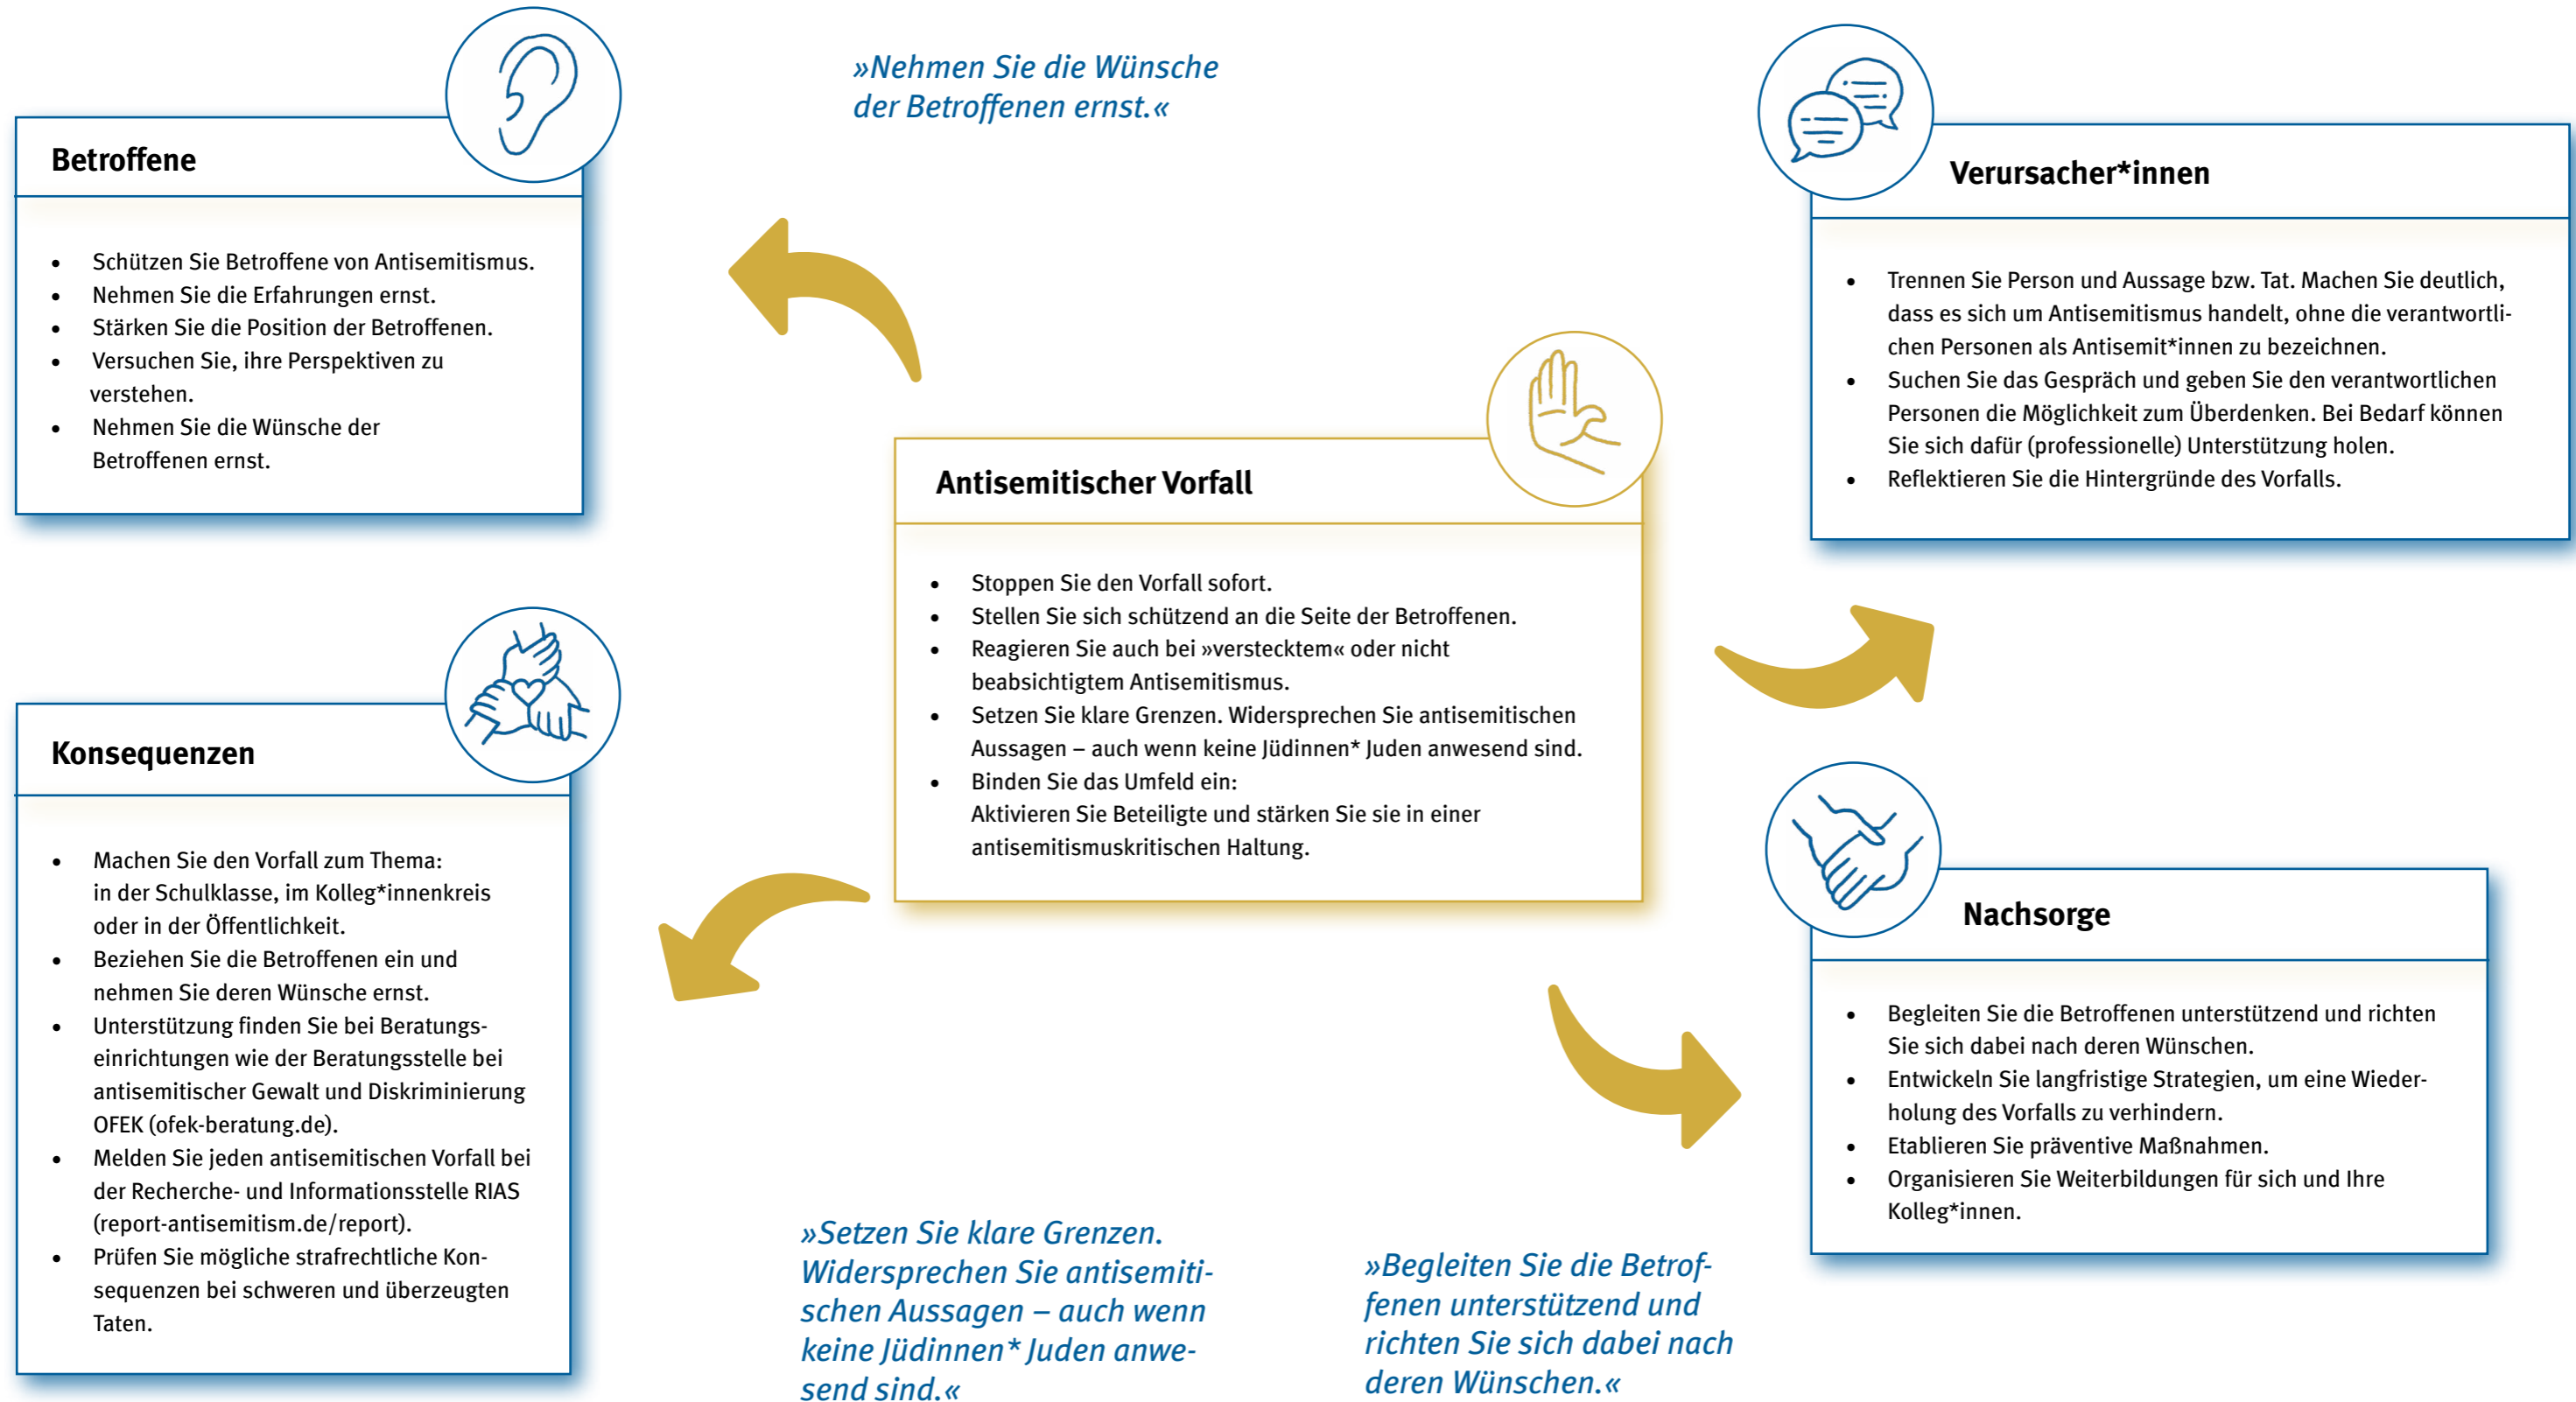 »Nehmen Sie die Wünsche
der Betroffenen ernst.«
Betroffene
• Schützen Sie Betroffene von Antisemitismus.
• Nehmen Sie die Erfahrungen ernst.
• Stärken Sie die Position der Betroffenen.
• Versuchen Sie, ihre Perspektiven zu
verstehen.
• Nehmen Sie die Wünsche der
Betroffenen ernst.
Verursacher*innen
• Trennen Sie Person und Aussage bzw. Tat. Machen Sie deutlich,
dass es sich um Antisemitismus handelt, ohne die verantwortli-
chen Personen als Antisemit*innen zu bezeichnen.
• Suchen Sie das Gespräch und geben Sie den verantwortlichen
Personen die Möglichkeit zum Überdenken. Bei Bedarf können
Sie sich dafür (professionelle) Unterstützung holen.
• Reflektieren Sie die Hintergründe des Vorfalls.
Antisemitischer Vorfall
• Stoppen Sie den Vorfall sofort.
• Stellen Sie sich schützend an die Seite der Betroffenen.
• Reagieren Sie auch bei »verstecktem« oder nicht
beabsichtigtem Antisemitismus.
• Setzen Sie klare Grenzen. Widersprechen Sie antisemitischen
Aussagen – auch wenn keine Jüdinnen* Juden anwesend sind.
• Binden Sie das Umfeld ein:
Aktivieren Sie Beteiligte und stärken Sie sie in einer
antisemitismuskritischen Haltung.
Konsequenzen
• Machen Sie den Vorfall zum Thema:
in der Schulklasse, im Kolleg*innenkreis
oder in der Öffentlichkeit.
• Beziehen Sie die Betroffenen ein und
nehmen Sie deren Wünsche ernst.
• Unterstützung finden Sie bei Beratungs-
einrichtungen wie der Beratungsstelle bei
antisemitischer Gewalt und Diskriminierung
OFEK (ofek-beratung.de).
• Melden Sie jeden antisemitischen Vorfall bei
der Recherche- und Informationsstelle RIAS
(report-antisemitism.de/report).
• Prüfen Sie mögliche strafrechtliche Kon-
sequenzen bei schweren und überzeugten
Taten.
Nachsorge
• Begleiten Sie die Betroffenen unterstützend und richten
Sie sich dabei nach deren Wünschen.
• Entwickeln Sie langfristige Strategien, um eine Wieder-
holung des Vorfalls zu verhindern.
• Etablieren Sie präventive Maßnahmen.
• Organisieren Sie Weiterbildungen für sich und Ihre
Kolleg*innen.
»Setzen Sie klare Grenzen.
Widersprechen Sie antisemiti-
schen Aussagen – auch wenn
keine Jüdinnen* Juden anwe-
send sind.«
»Begleiten Sie die Betrof-
fenen unterstützend und
richten Sie sich dabei nach
deren Wünschen.«